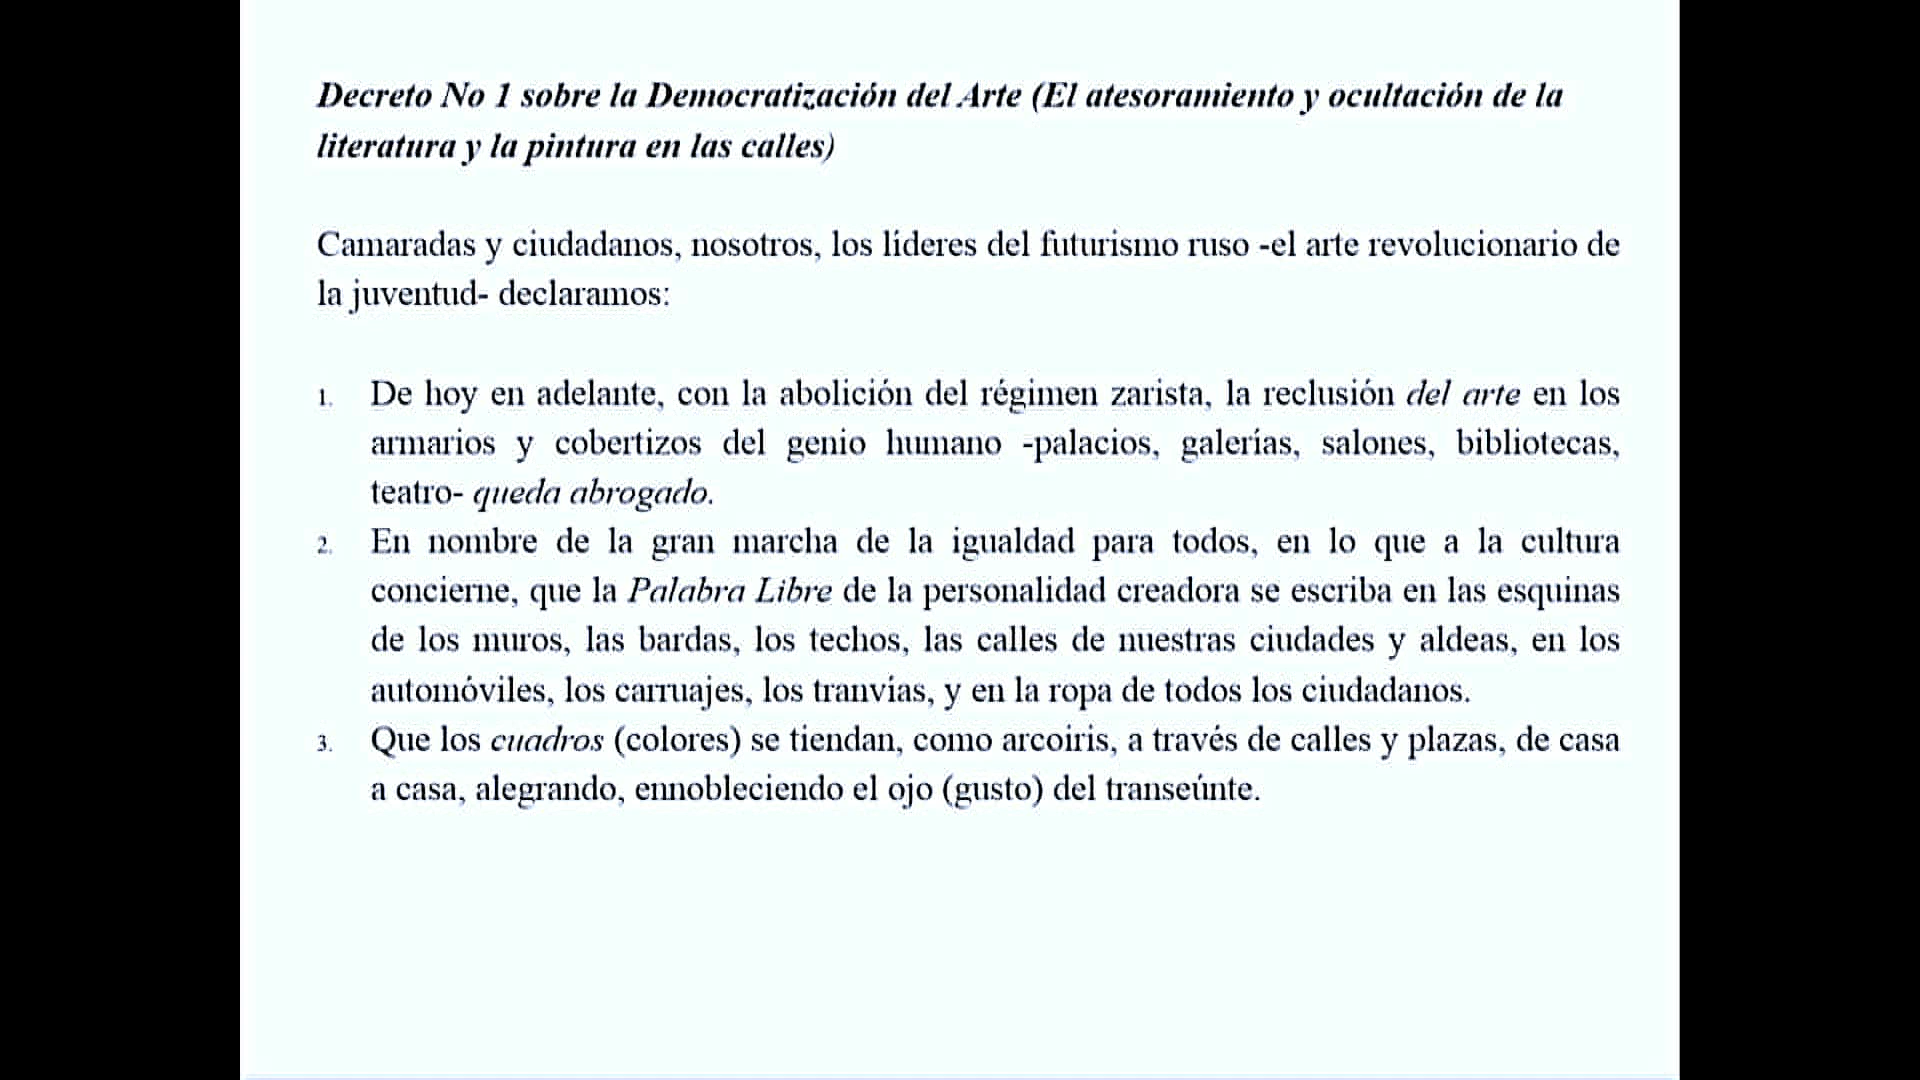 Decreto No 1 sobre la Democratización del Arte (El atesoramiento y ocultación de la
literatura y la pintura en las calles)
Camaradas y ciudadanos, nosotros, los líderes del futurismo ruso -el arte revolucionario de
la juventud- declaramos:
1. De hoy en adelante, con la abolición del régimen zarista, la reclusión del arte en los
armarios y cobertizos del genio humano -palacios, galerías, salones, bibliotecas,
teatro- queda abrogado.
2. En nombre de la gran marcha de la igualdad para todos, en lo que a la cultura
concierne, que la Palabra Libre de la personalidad creadora se escriba en las esquinas
de los muros, las bardas, los techos, las calles de nuestras ciudades y aldeas, en los
automóviles, los carruajes, los tranvías, y en la ropa de todos los ciudadanos.
3. Que los cuadros (colores) se tiendan, como arcoiris, a través de calles y plazas, de casa
a casa, alegrando, ennobleciendo el ojo (gusto) del transeúnte.